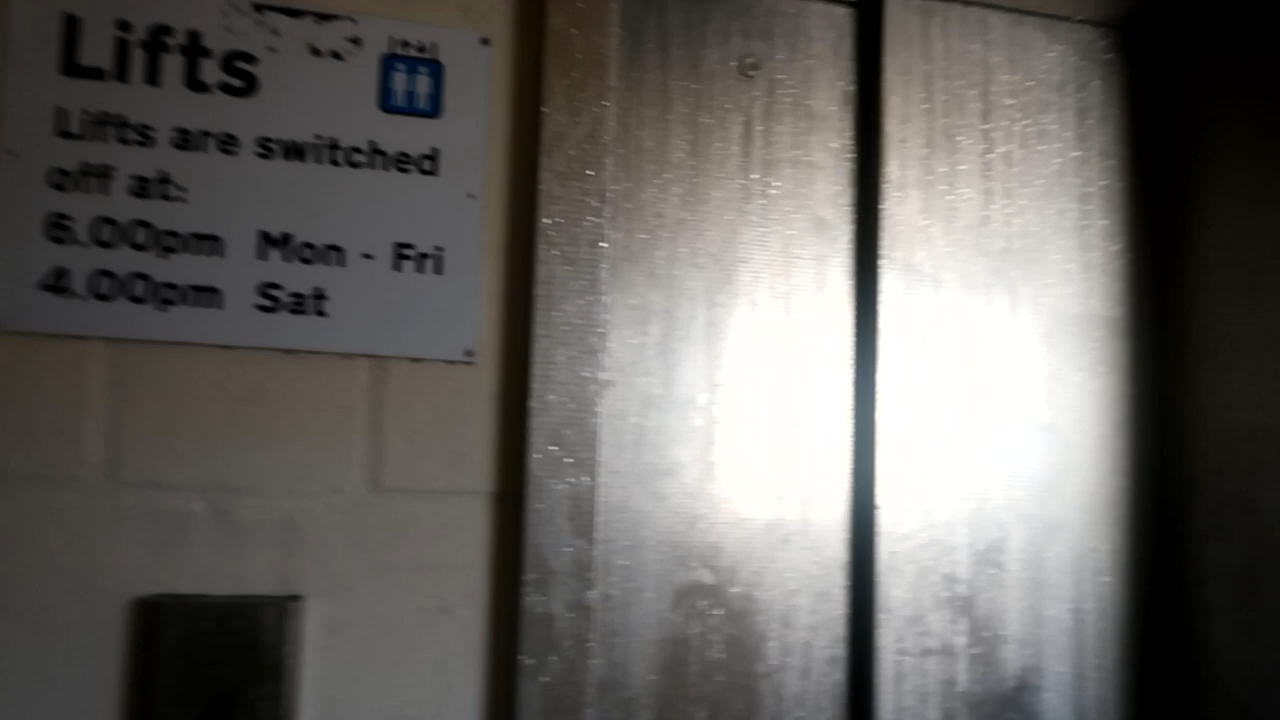 Lifts
Lifts are switched
off at:
6.00pm Mon - Fri
4.00pm Sat